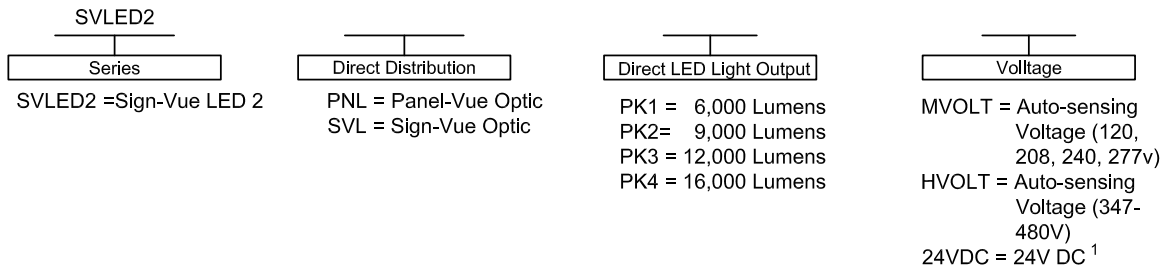 SVLED2
Series
SVLED2 =Sign-Vue LED 2
Direct Distribution
PNL = Panel-Vue Optic
SVL = Sign-Vue Optic
Direct LED Light Output
PK1 = 6,000 Lumens
PK2= 9,000 Lumens
PK3 = 12,000 Lumens
PK4 = 16,000 Lumens
Volltage
MVOLT = Auto-sensing
Voltage (120,
208, 240, 277v)
HVOLT = Auto-sensing
Voltage (347-
480V)
24VDC = 24V DC 1